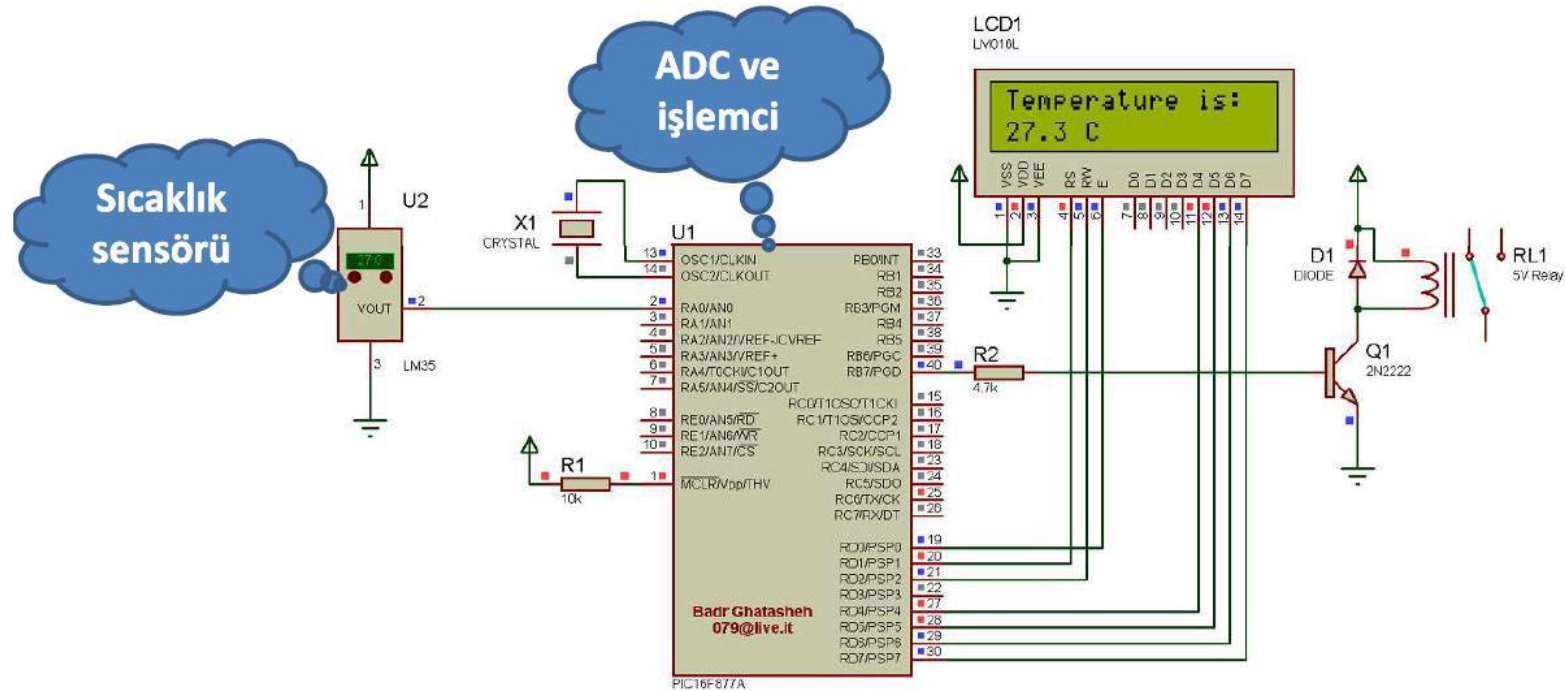 Sıcaklık
sensörü
ADC ve
işlemci
LCD1
LM016L
Temperature is:
27.3 C
VSS
VDD
VEE
RS
RW
E
D0
D1
D2
D3
D4
D5
D6
D7
1
2
3
4
5
6
7
8
9
10
11
12
13
14
U2
1
27.0
VOUT
2
3
LM35
X1
CRYSTAL
R1
10k
U1
13 OSC1/CLKIN
14 OSC2/CLKOUT
2 RA0/AN0
3 RA1/AN1
4 RA2/AN2/VREF-/CVREF
5 RA3/AN3/VREF+
6 RA4/T0CKI/C1OUT
7 RA5/AN4/SS/C2OUT
8 RE0/AN5/RD
9 RE1/AN6/WR
10 RE2/AN7/CS
1 MCLR/Vpp/THV
RB0/INT 33
RB1 34
RB2 35
RB3/PGM 36
RB4 37
RB5 38
RB6/PGC 39
RB7/PGD 40
RC0/T1OSO/T1CKI 15
RC1/T1OSI/CCP2 16
RC2/CCP1 17
RC3/SCK/SCL 18
RC4/SDI/SDA 23
RC5/SDO 24
RC6/TX/CK 25
RC7/RX/DT 26
RD0/PSP0 19
RD1/PSP1 20
RD2/PSP2 21
RD3/PSP3 22
RD4/PSP4 27
RD5/PSP5 28
RD6/PSP6 29
RD7/PSP7 30
Badr Ghatasheh
079@live.it
PIC16F877A
R2
4.7k
D1
DIODE
RL1
5V Relay
Q1
2N2222